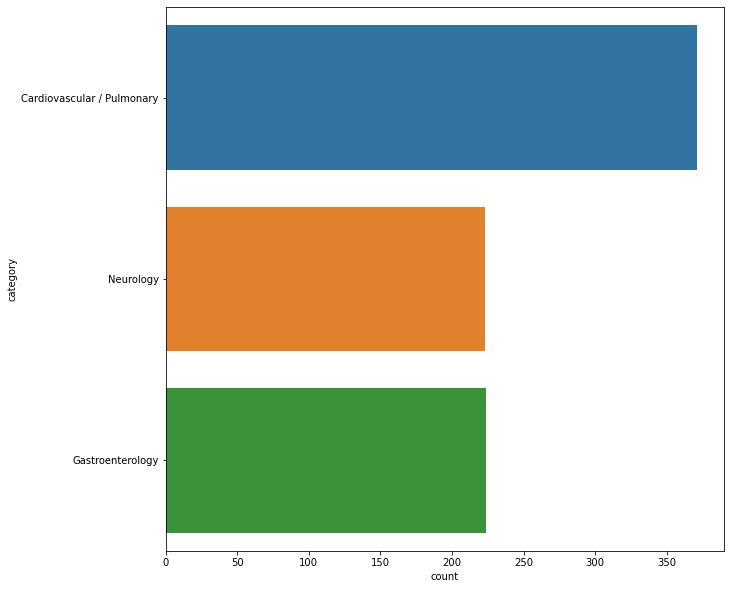 Cardiovascular / Pulmonary
Neurology
Gastroenterology
category
0 50 100 150 200 250 300 350
count